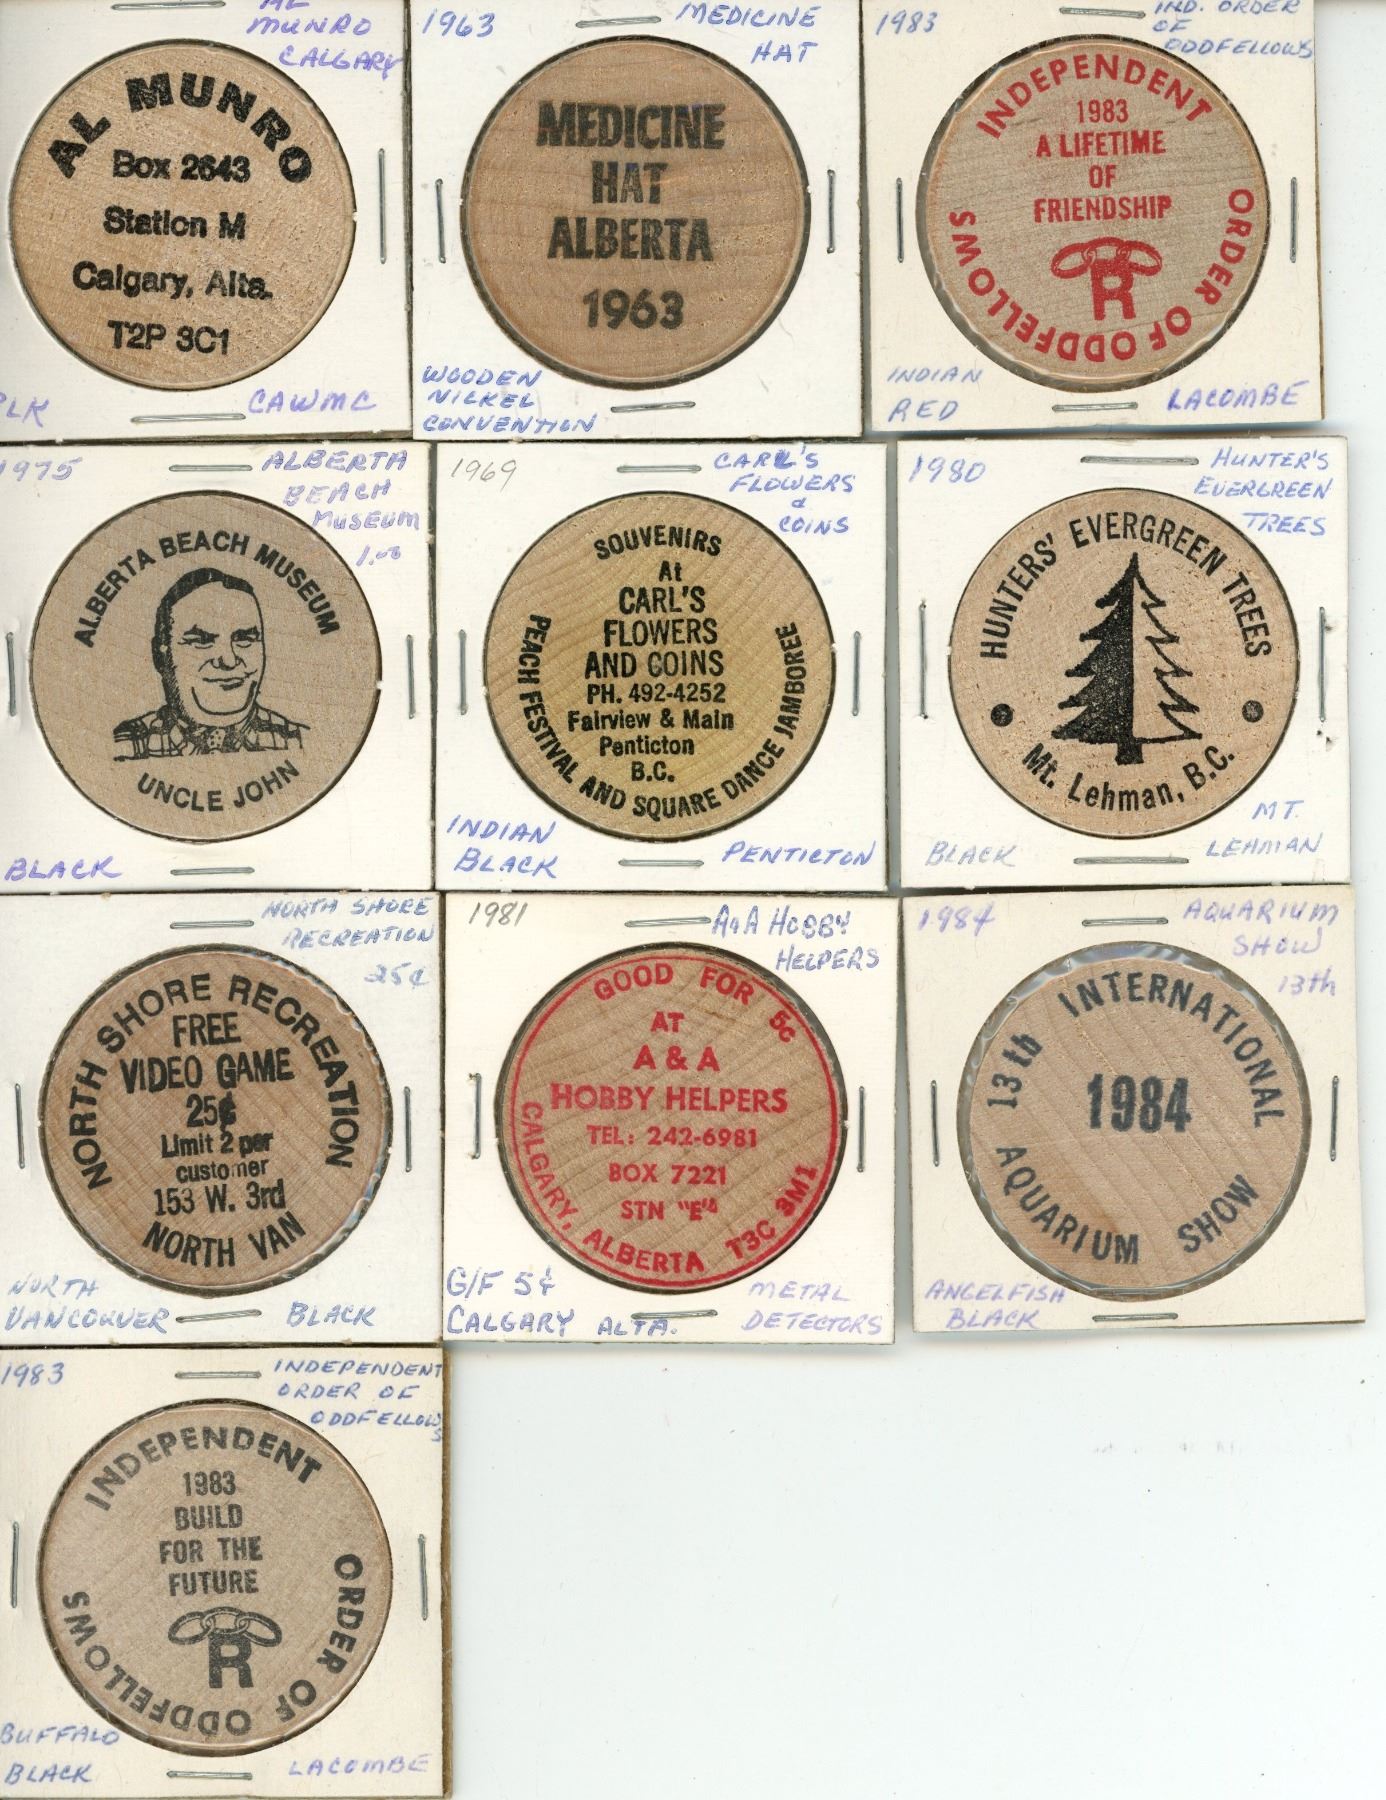 AL
MUNRO
CALGARY
AL MUNRO
Box 2643
Station M
Calgary, Alta.
T2P 3C1
CAWMC
1963
MEDICINE
HAT
MEDICINE
HAT
ALBERTA
1963
WOODEN
NICKEL
CONVENTION
1983
IND. ORDER
OF
ODDFELLOWS
INDEPENDENT ORDER OF ODDFELLOWS
1983
A LIFETIME
OF
FRIENDSHIP
R
INDIAN
RED
LACOMBE
1975
ALBERTA
BEACH
MUSEUM
1.00
ALBERTA BEACH MUSEUM
UNCLE JOHN
BLACK
1969
CARL'S
FLOWERS
&
COINS
SOUVENIRS
At
CARL'S
FLOWERS
AND COINS
PH. 492-4252
Fairview & Main
Penticton
B.C.
PEACH FESTIVAL AND SQUARE DANCE JAMBOREE
INDIAN
BLACK
PENTICTON
1980
HUNTER'S
EVERGREEN
TREES
HUNTERS' EVERGREEN TREES
Mt. Lehman, B.C.
BLACK
MT.
LEHMAN
NORTH SHORE
RECREATION
25¢
NORTH SHORE RECREATION
FREE
VIDEO GAME
25¢
Limit 2 per
customer
153 W. 3rd
NORTH VAN
NORTH
VANCOUVER
BLACK
1981
A&A HOBBY
HELPERS
GOOD FOR 5c
AT
A & A
HOBBY HELPERS
TEL: 242-6981
BOX 7221
STN "E"
CALGARY, ALBERTA T3C 3M1
G/F 5¢
CALGARY ALTA.
METAL
DETECTORS
1984
AQUARIUM
SHOW
13th
13th INTERNATIONAL
1984
AQUARIUM SHOW
ANGELFISH
BLACK
1983
INDEPENDENT
ORDER OF
ODDFELLOWS
INDEPENDENT ORDER OF ODDFELLOWS
1983
BUILD
FOR THE
FUTURE
R
BUFFALO
BLACK
LACOMBE